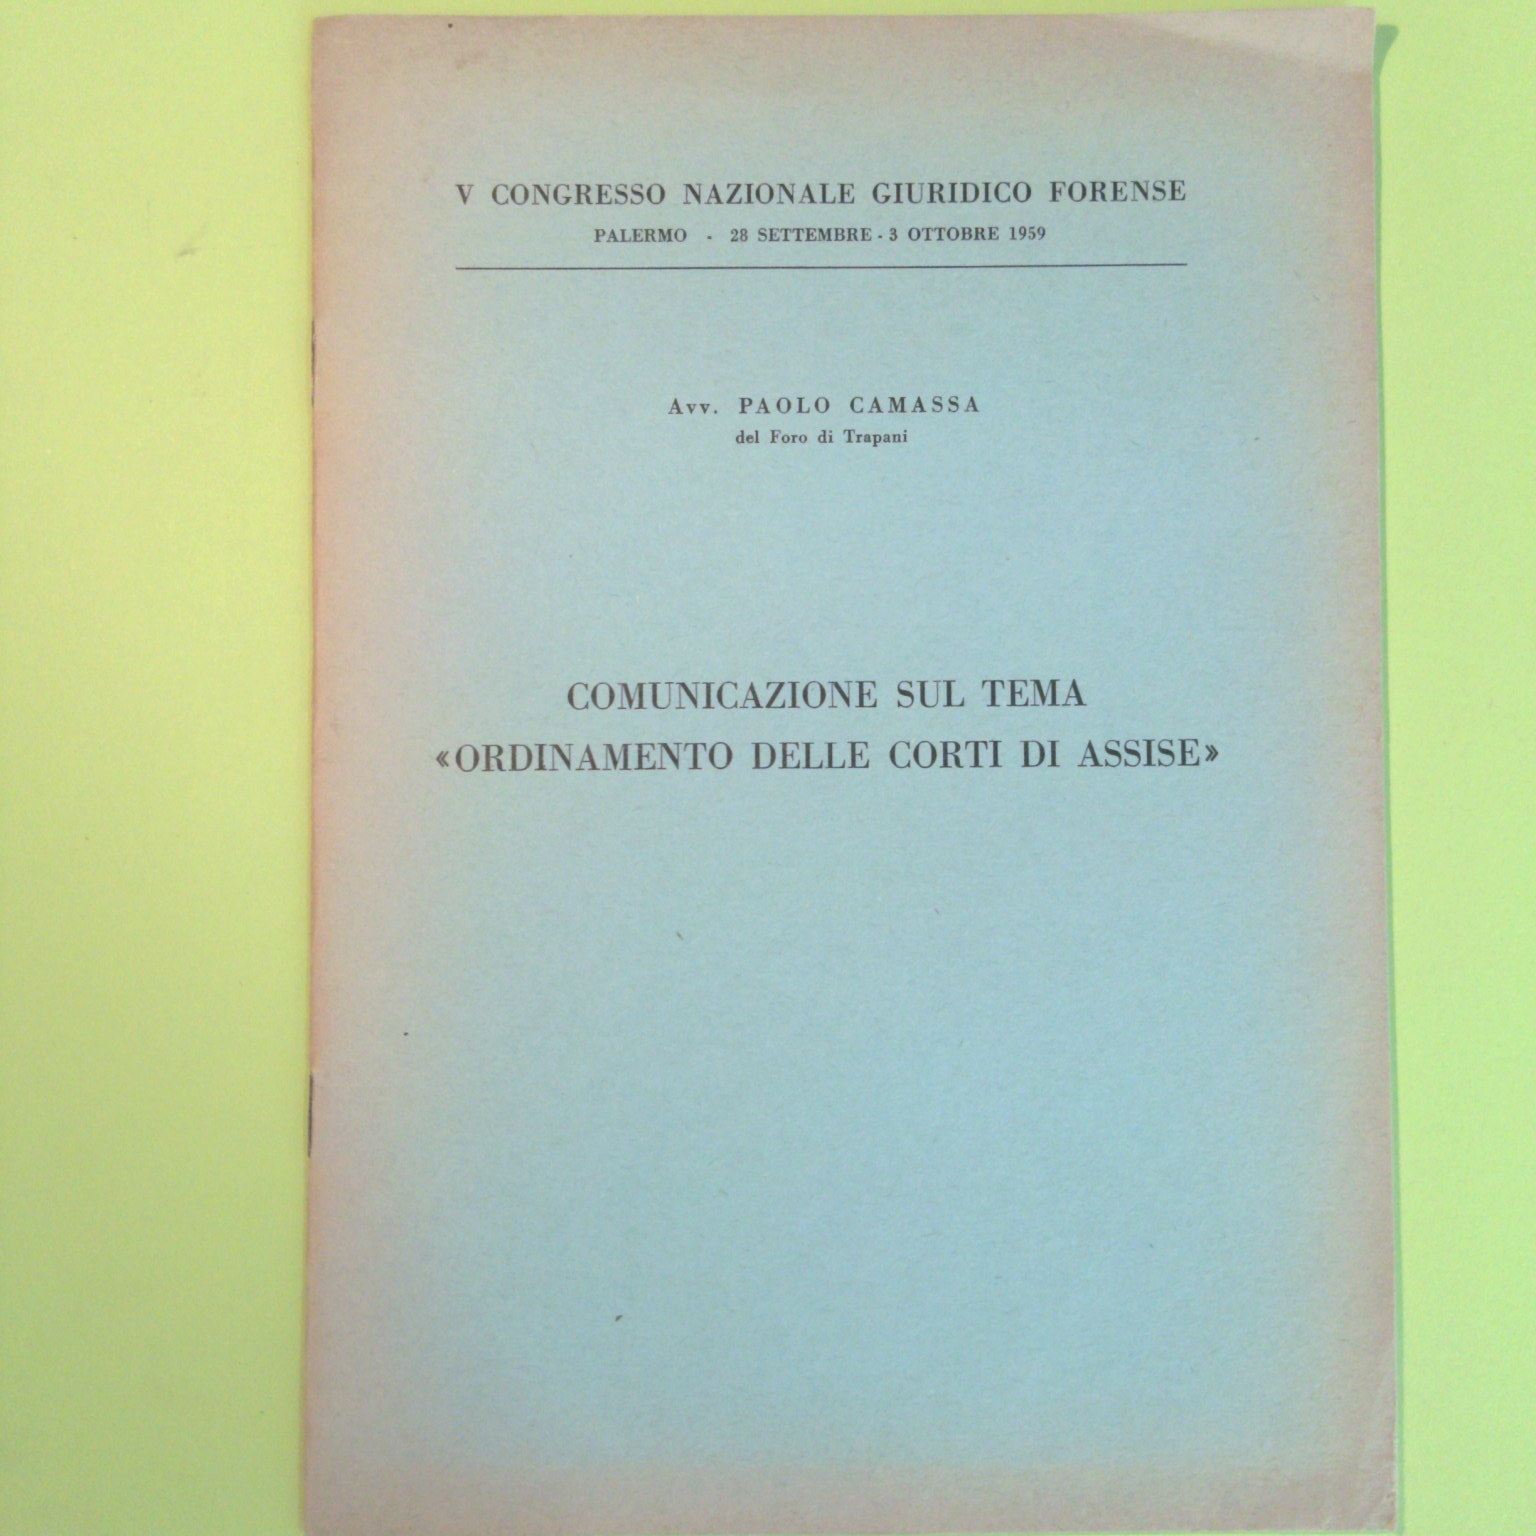 V CONGRESSO NAZIONALE GIURIDICO FORENSE
PALERMO - 28 SETTEMBRE - 3 OTTOBRE 1959
Avv. PAOLO CAMASSA
del Foro di Trapani
COMUNICAZIONE SUL TEMA
«ORDINAMENTO DELLE CORTI DI ASSISE»